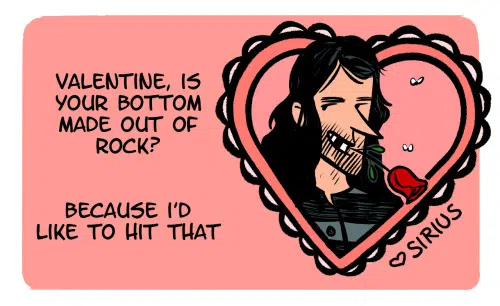 VALENTINE, IS
YOUR BOTTOM
MADE OUT OF
ROCK?
BECAUSE I'D
LIKE TO HIT THAT
♡SIRIUS